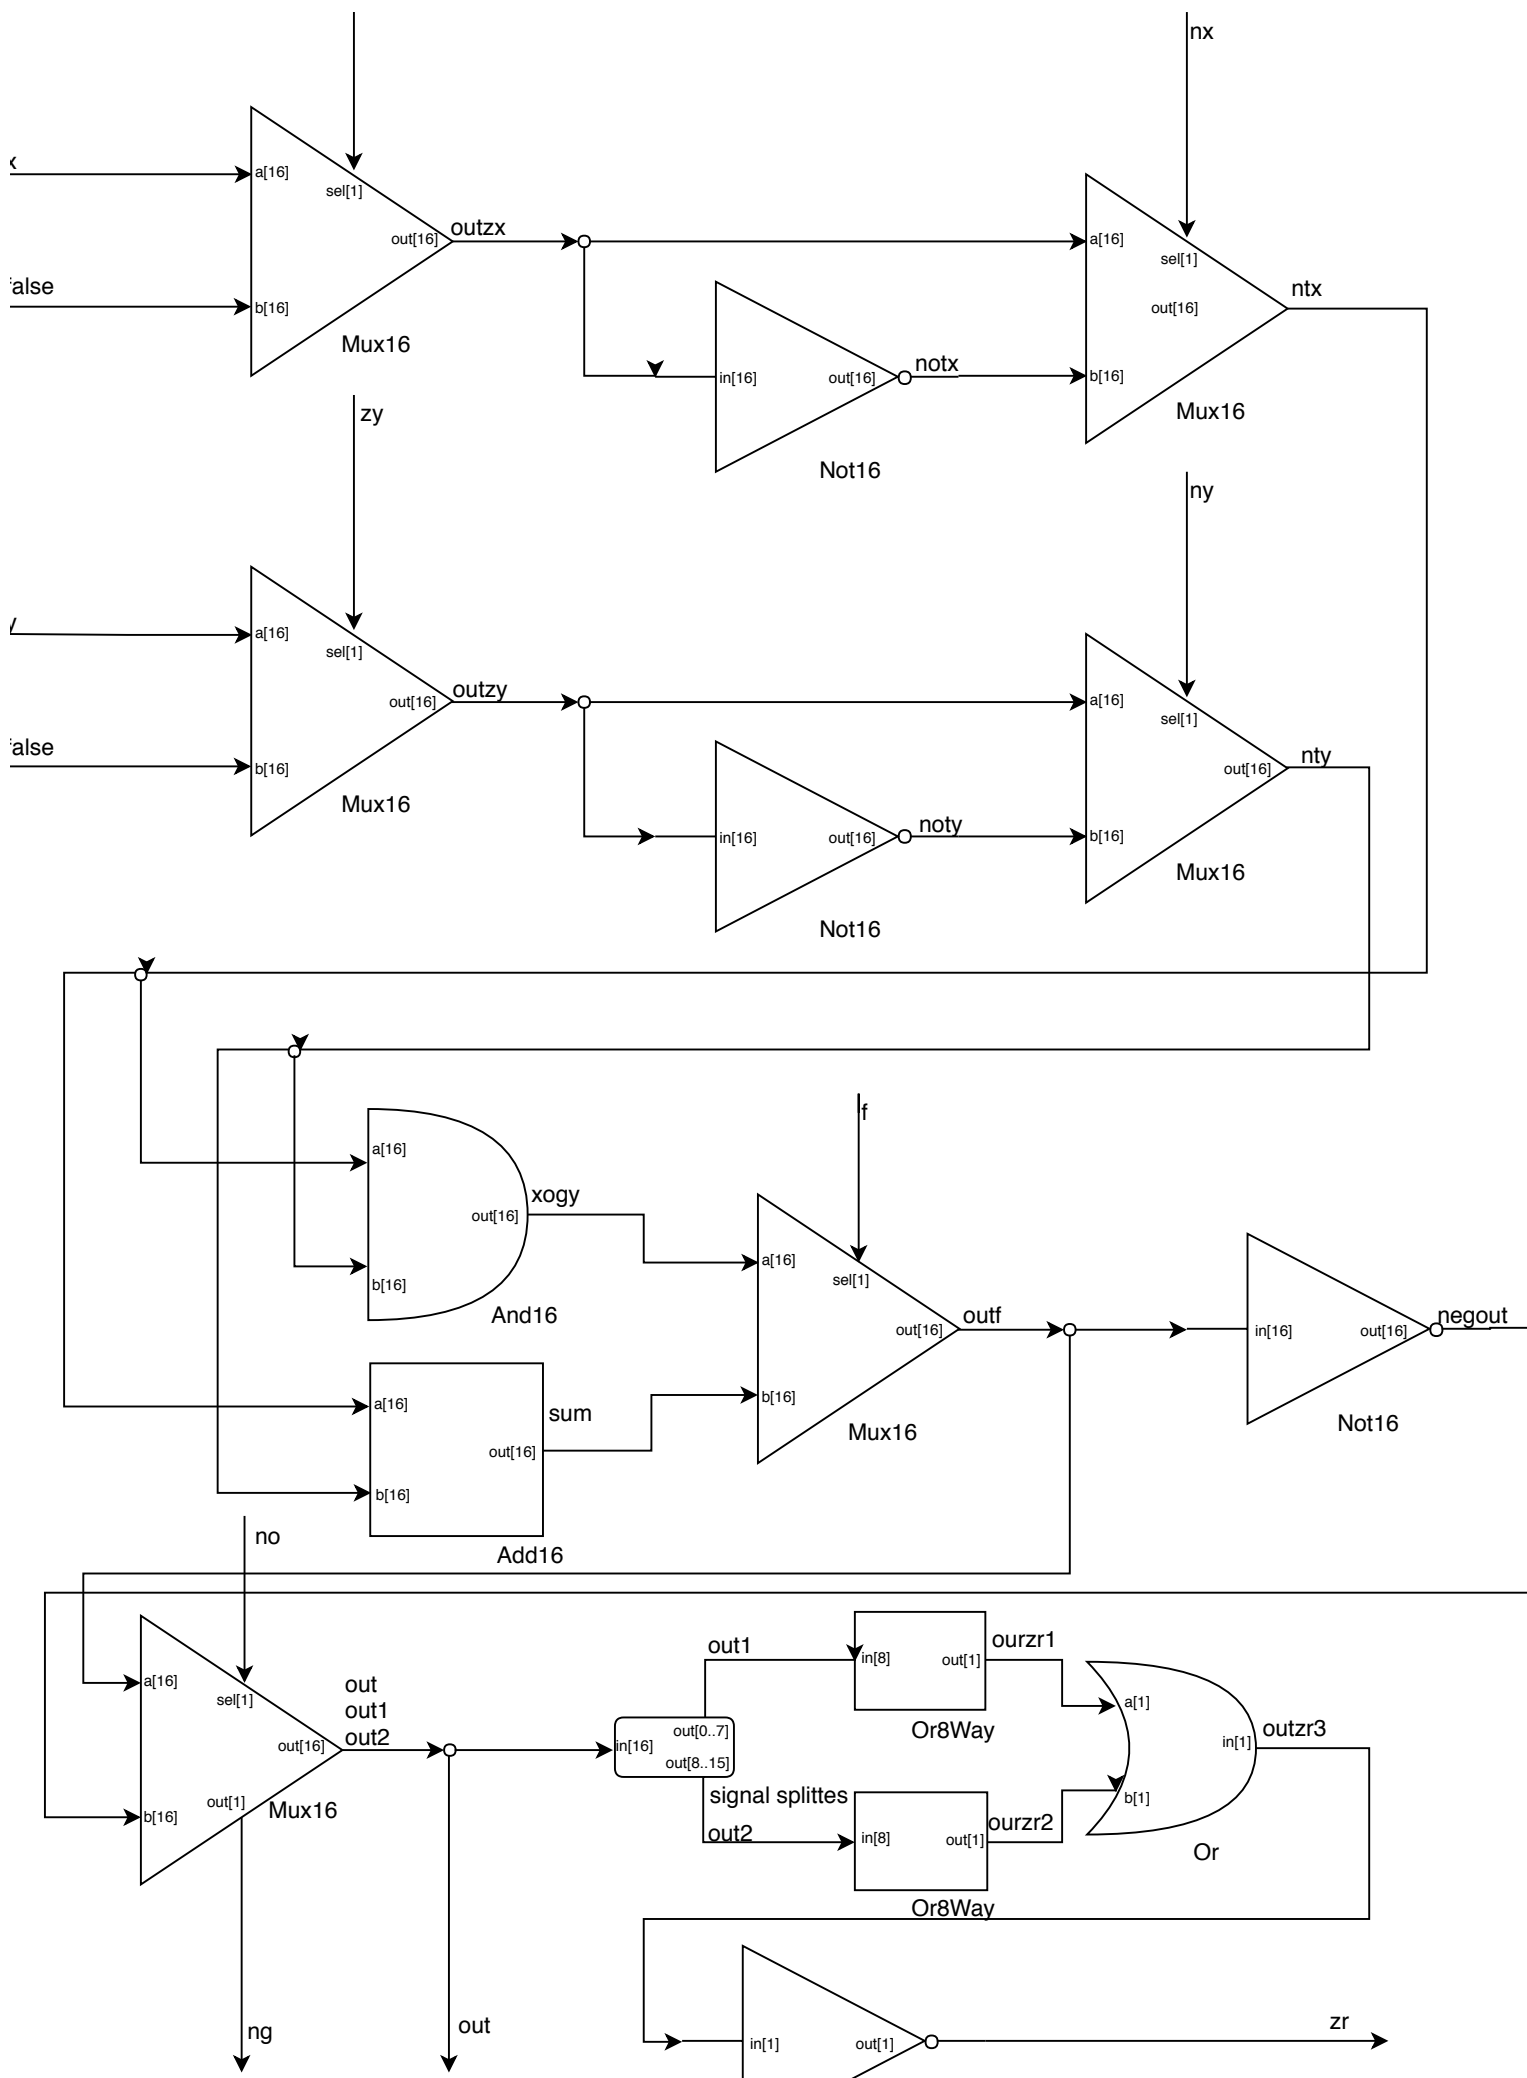 nx
x
a[16]
sel[1]
outzx
out[16]
a[16]
sel[1]
false
b[16]
ntx
out[16]
Mux16
in[16]
out[16]
notx
b[16]
zy
Mux16
Not16
ny
y
a[16]
sel[1]
outzy
out[16]
a[16]
sel[1]
false
b[16]
nty
out[16]
Mux16
in[16]
out[16]
noty
b[16]
Mux16
Not16
f
a[16]
xogy
out[16]
a[16]
sel[1]
b[16]
And16
outf
out[16]
in[16]
out[16]
negout
a[16]
sum
b[16]
Mux16
Not16
out[16]
b[16]
no
Add16
out1
ourzr1
in[8]
out[1]
a[16]
sel[1]
out
out1
out2
out[16]
a[1]
Or8Way
outzr3
in[1]
in[16]
out[0..7]
out[8..15]
signal splittes
out[1]
Mux16
b[16]
b[1]
out2
in[8]
out[1]
ourzr2
Or
Or8Way
ng
out
in[1]
out[1]
zr